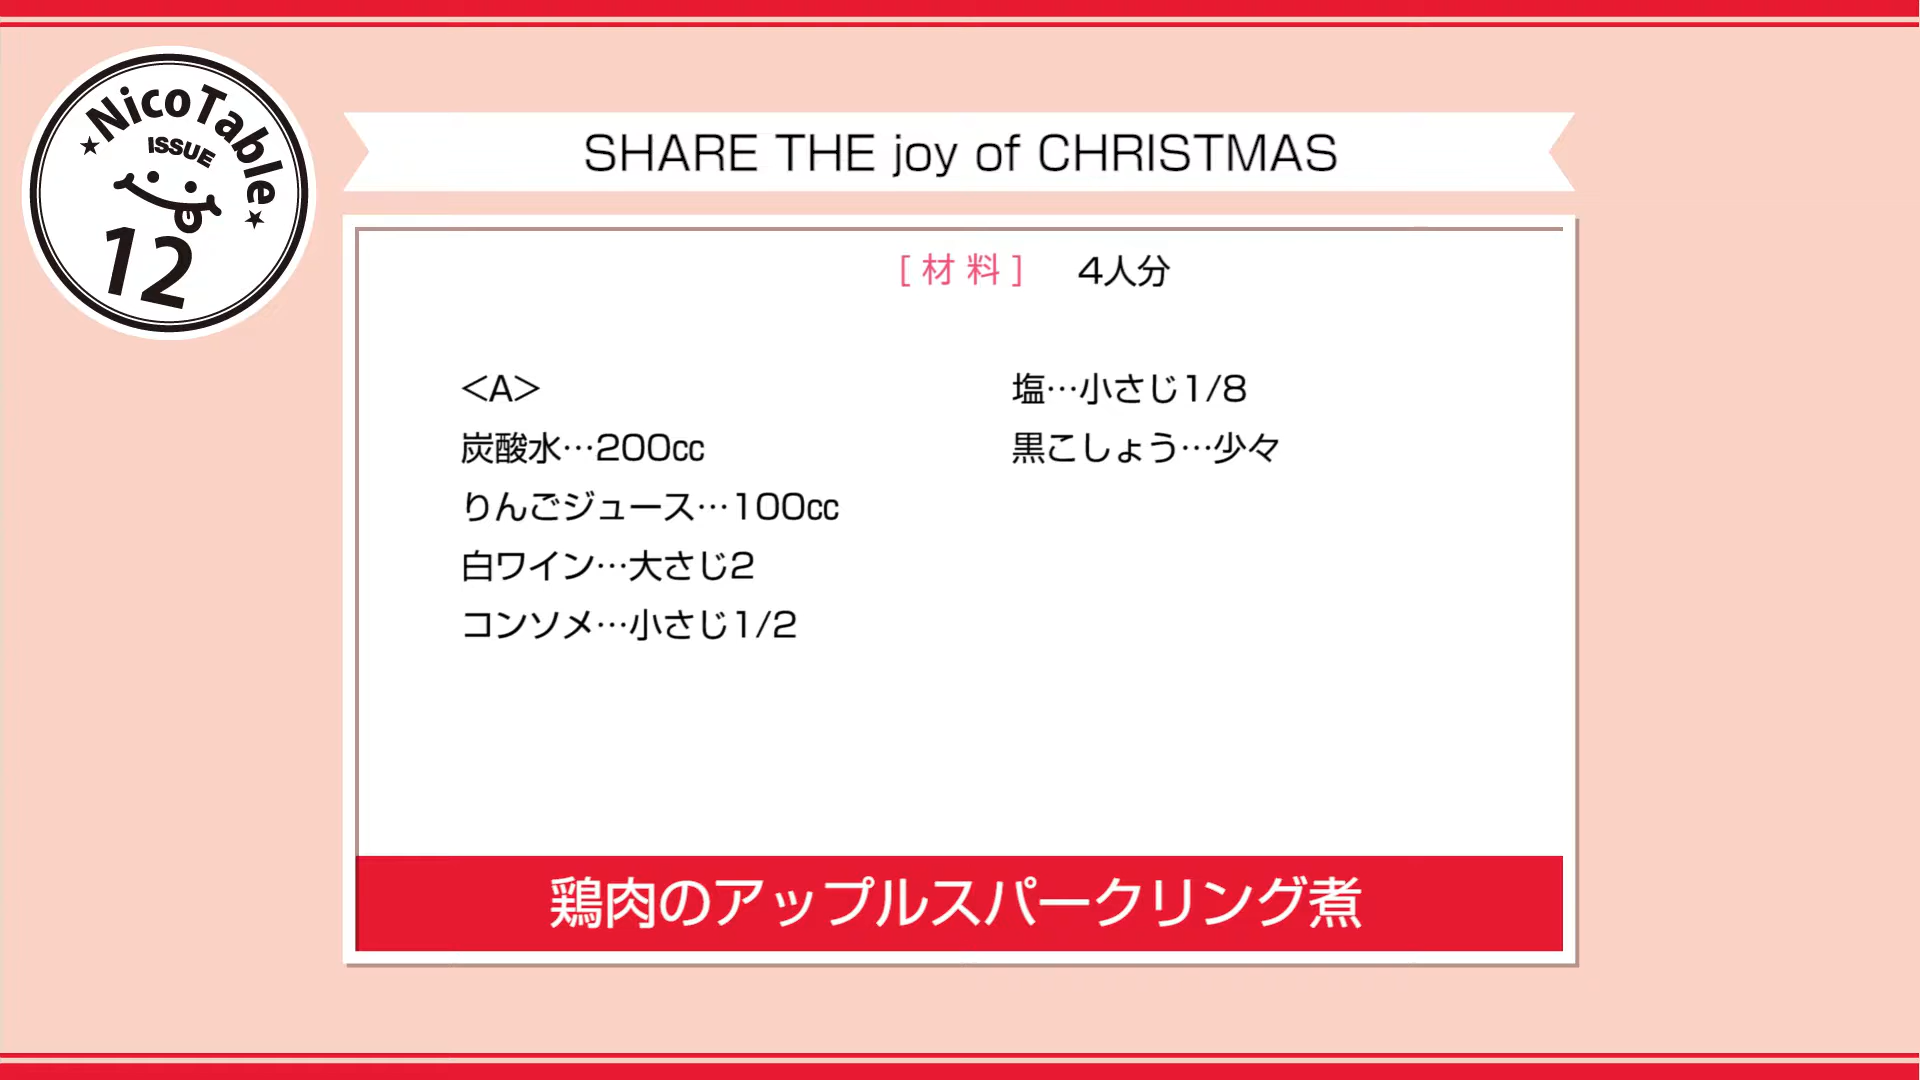 NicoTable
ISSUE
12
SHARE THE joy of CHRISTMAS
[材料] 4人分
<A>
炭酸水…200cc
りんごジュース…100cc
白ワイン…大さじ2
コンソメ…小さじ1/2
塩…小さじ1/8
黒こしょう…少々
鶏肉のアップルスパークリング煮